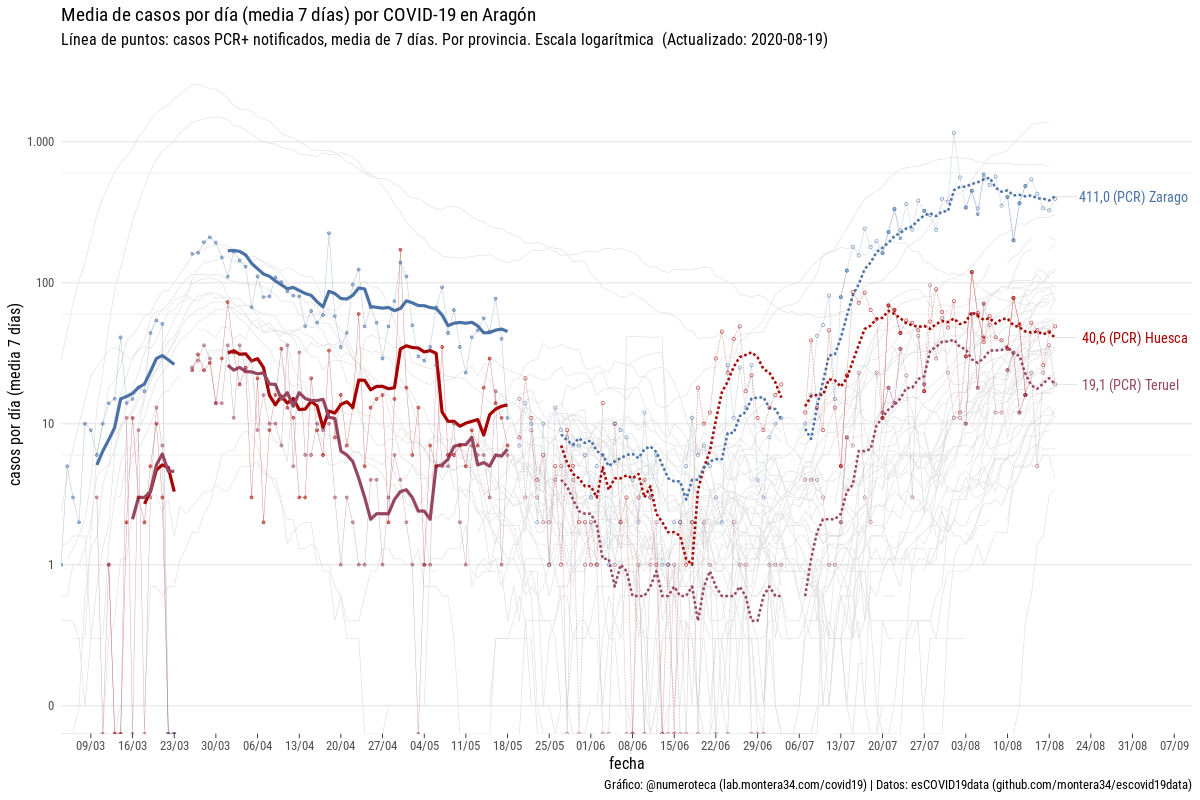 Media de casos por día (media 7 días) por COVID-19 en Aragón
Línea de puntos: casos PCR+ notificados, media de 7 días. Por provincia. Escala logarítmica (Actualizado: 2020-08-19)
casos por día (media 7 días)
1.000
100
10
1
0
411,0 (PCR) Zarago
40,6 (PCR) Huesca
19,1 (PCR) Teruel
09/03 16/03 23/03 30/03 06/04 13/04 20/04 27/04 04/05 11/05 18/05 25/05 01/06 08/06 15/06 22/06 29/06 06/07 13/07 20/07 27/07 03/08 10/08 17/08 24/08 31/08 07/09
fecha
Gráfico: @numeroteca (lab.montera34.com/covid19) | Datos: esCOVID19data (github.com/montera34/escovid19data)